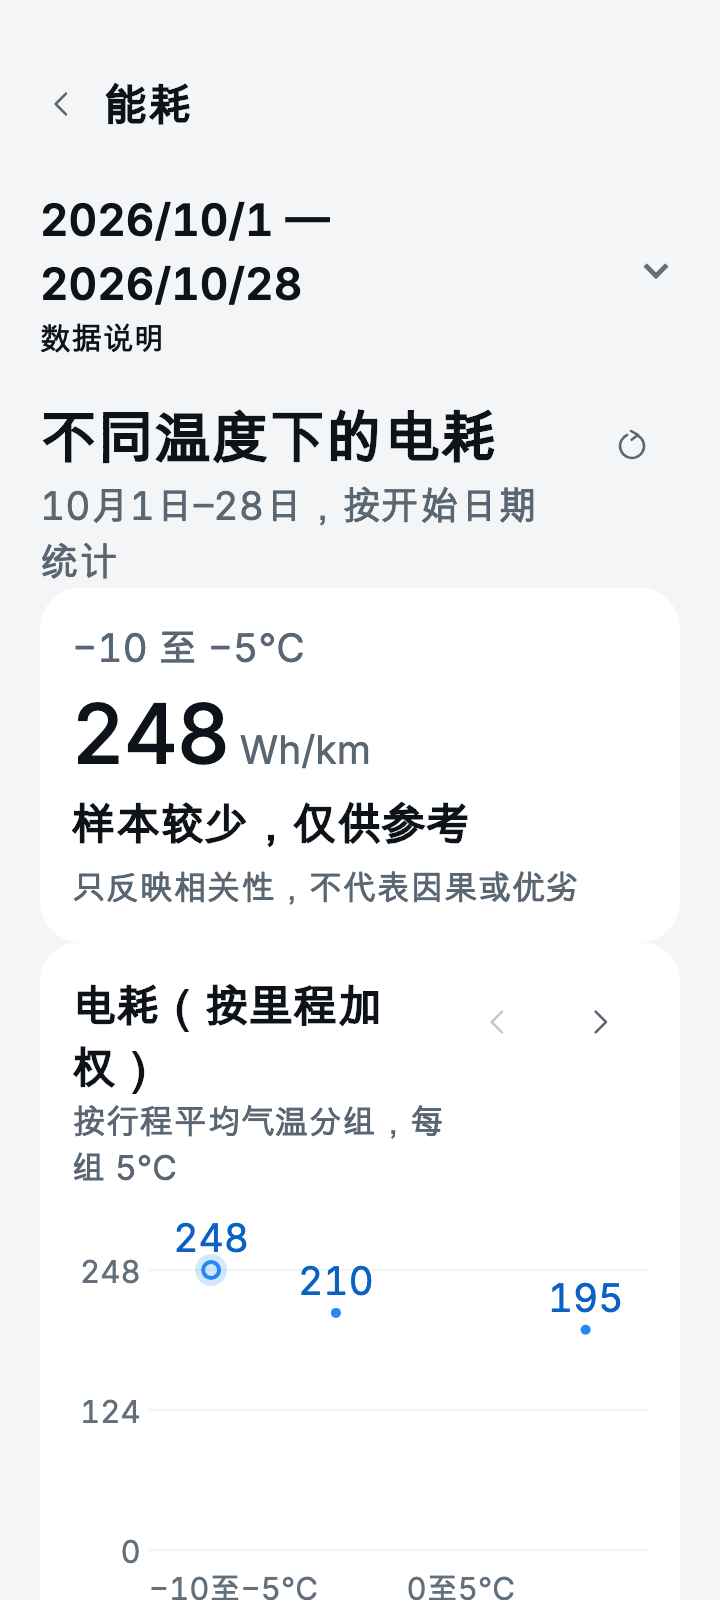 能耗
2026/10/1 —
2026/10/28
数据说明
不同温度下的电耗
10月1日–28日，按开始日期
统计
−10 至 −5°C
248 Wh/km
样本较少，仅供参考
只反映相关性，不代表因果或优劣
电耗（按里程加
权）
按行程平均气温分组，每
组 5°C
248
210
195
248
124
0
−10至−5°C
0至5°C